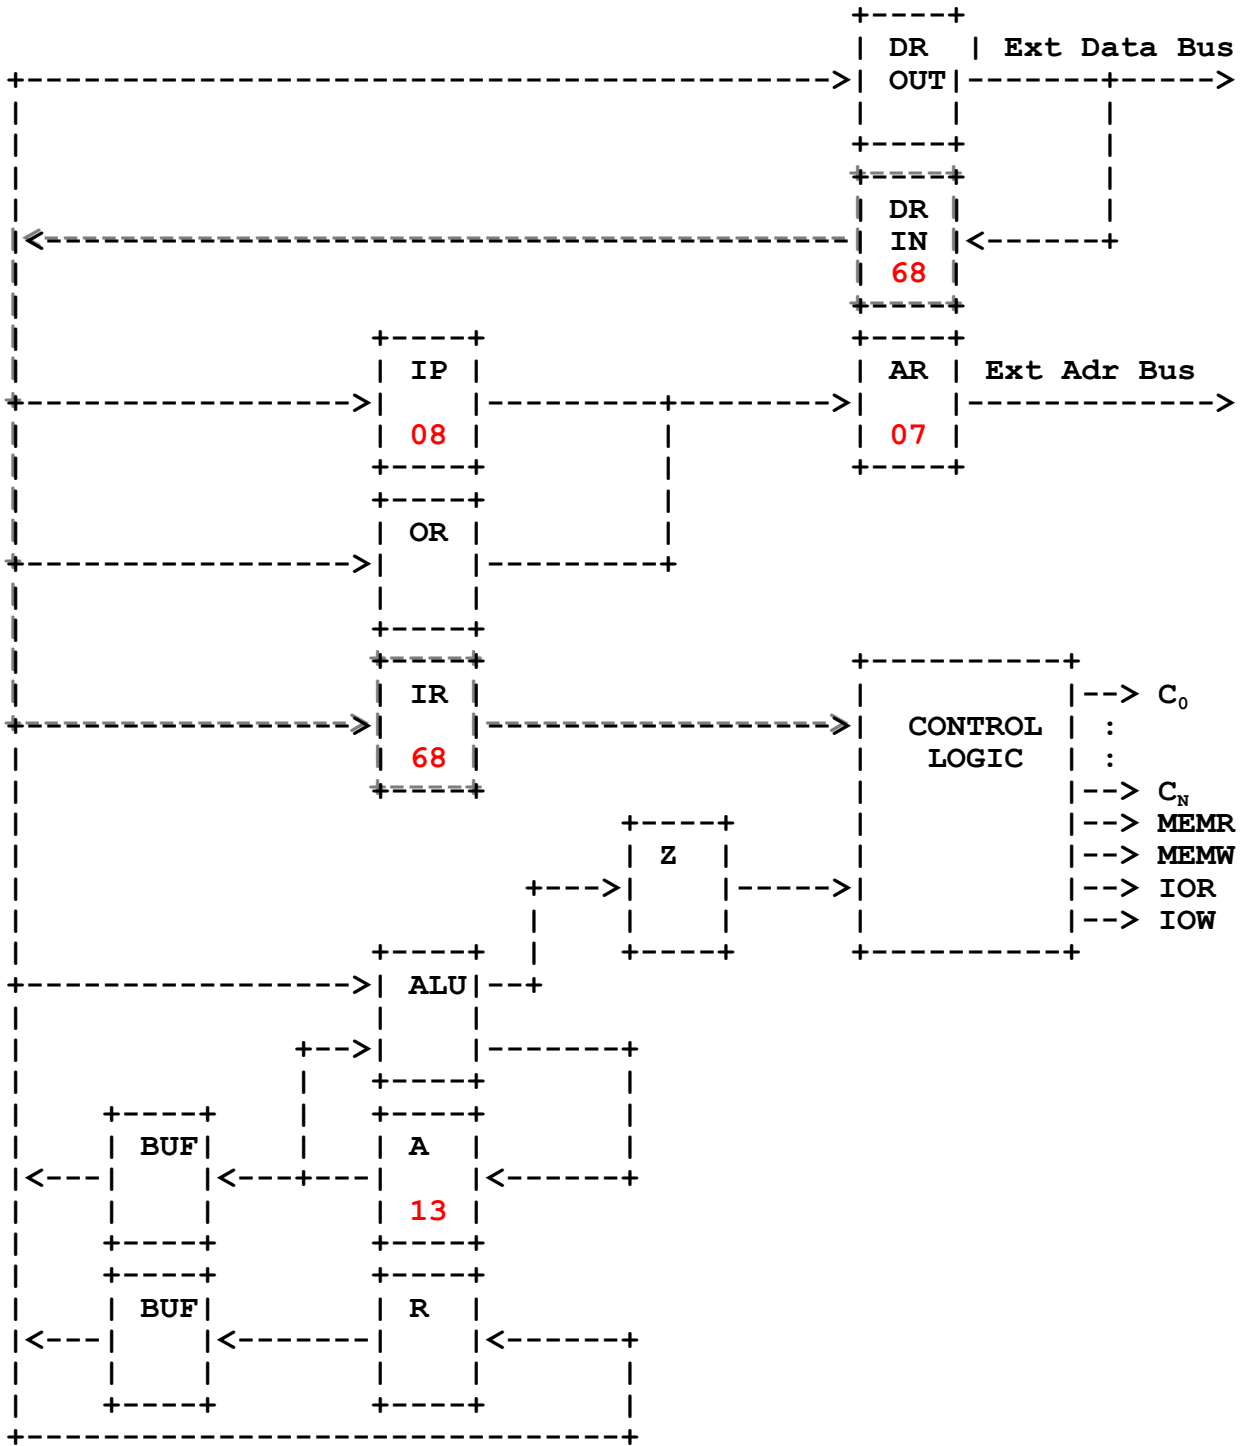 DR | Ext Data Bus
OUT
DR
IN
68
IP
08
AR
Ext Adr Bus
07
OR
IR
68
CONTROL
LOGIC
C0
:
:
CN
MEMR
MEMW
IOR
IOW
Z
ALU
BUF
A
13
BUF
R